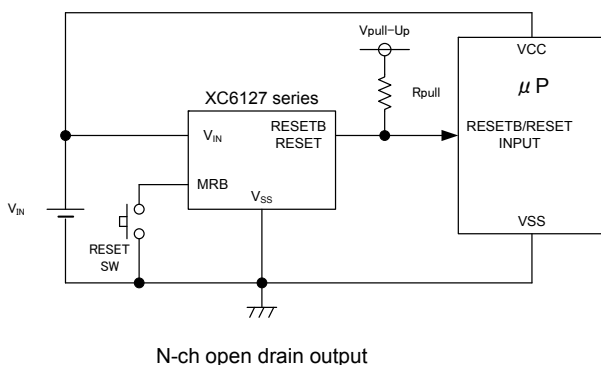 Vpull-Up
VCC
μ P
Rpull
XC6127 series
RESETB
RESET
VIN
RESETB/RESET
INPUT
MRB
VSS
VSS
VIN
RESET
SW
N-ch open drain output